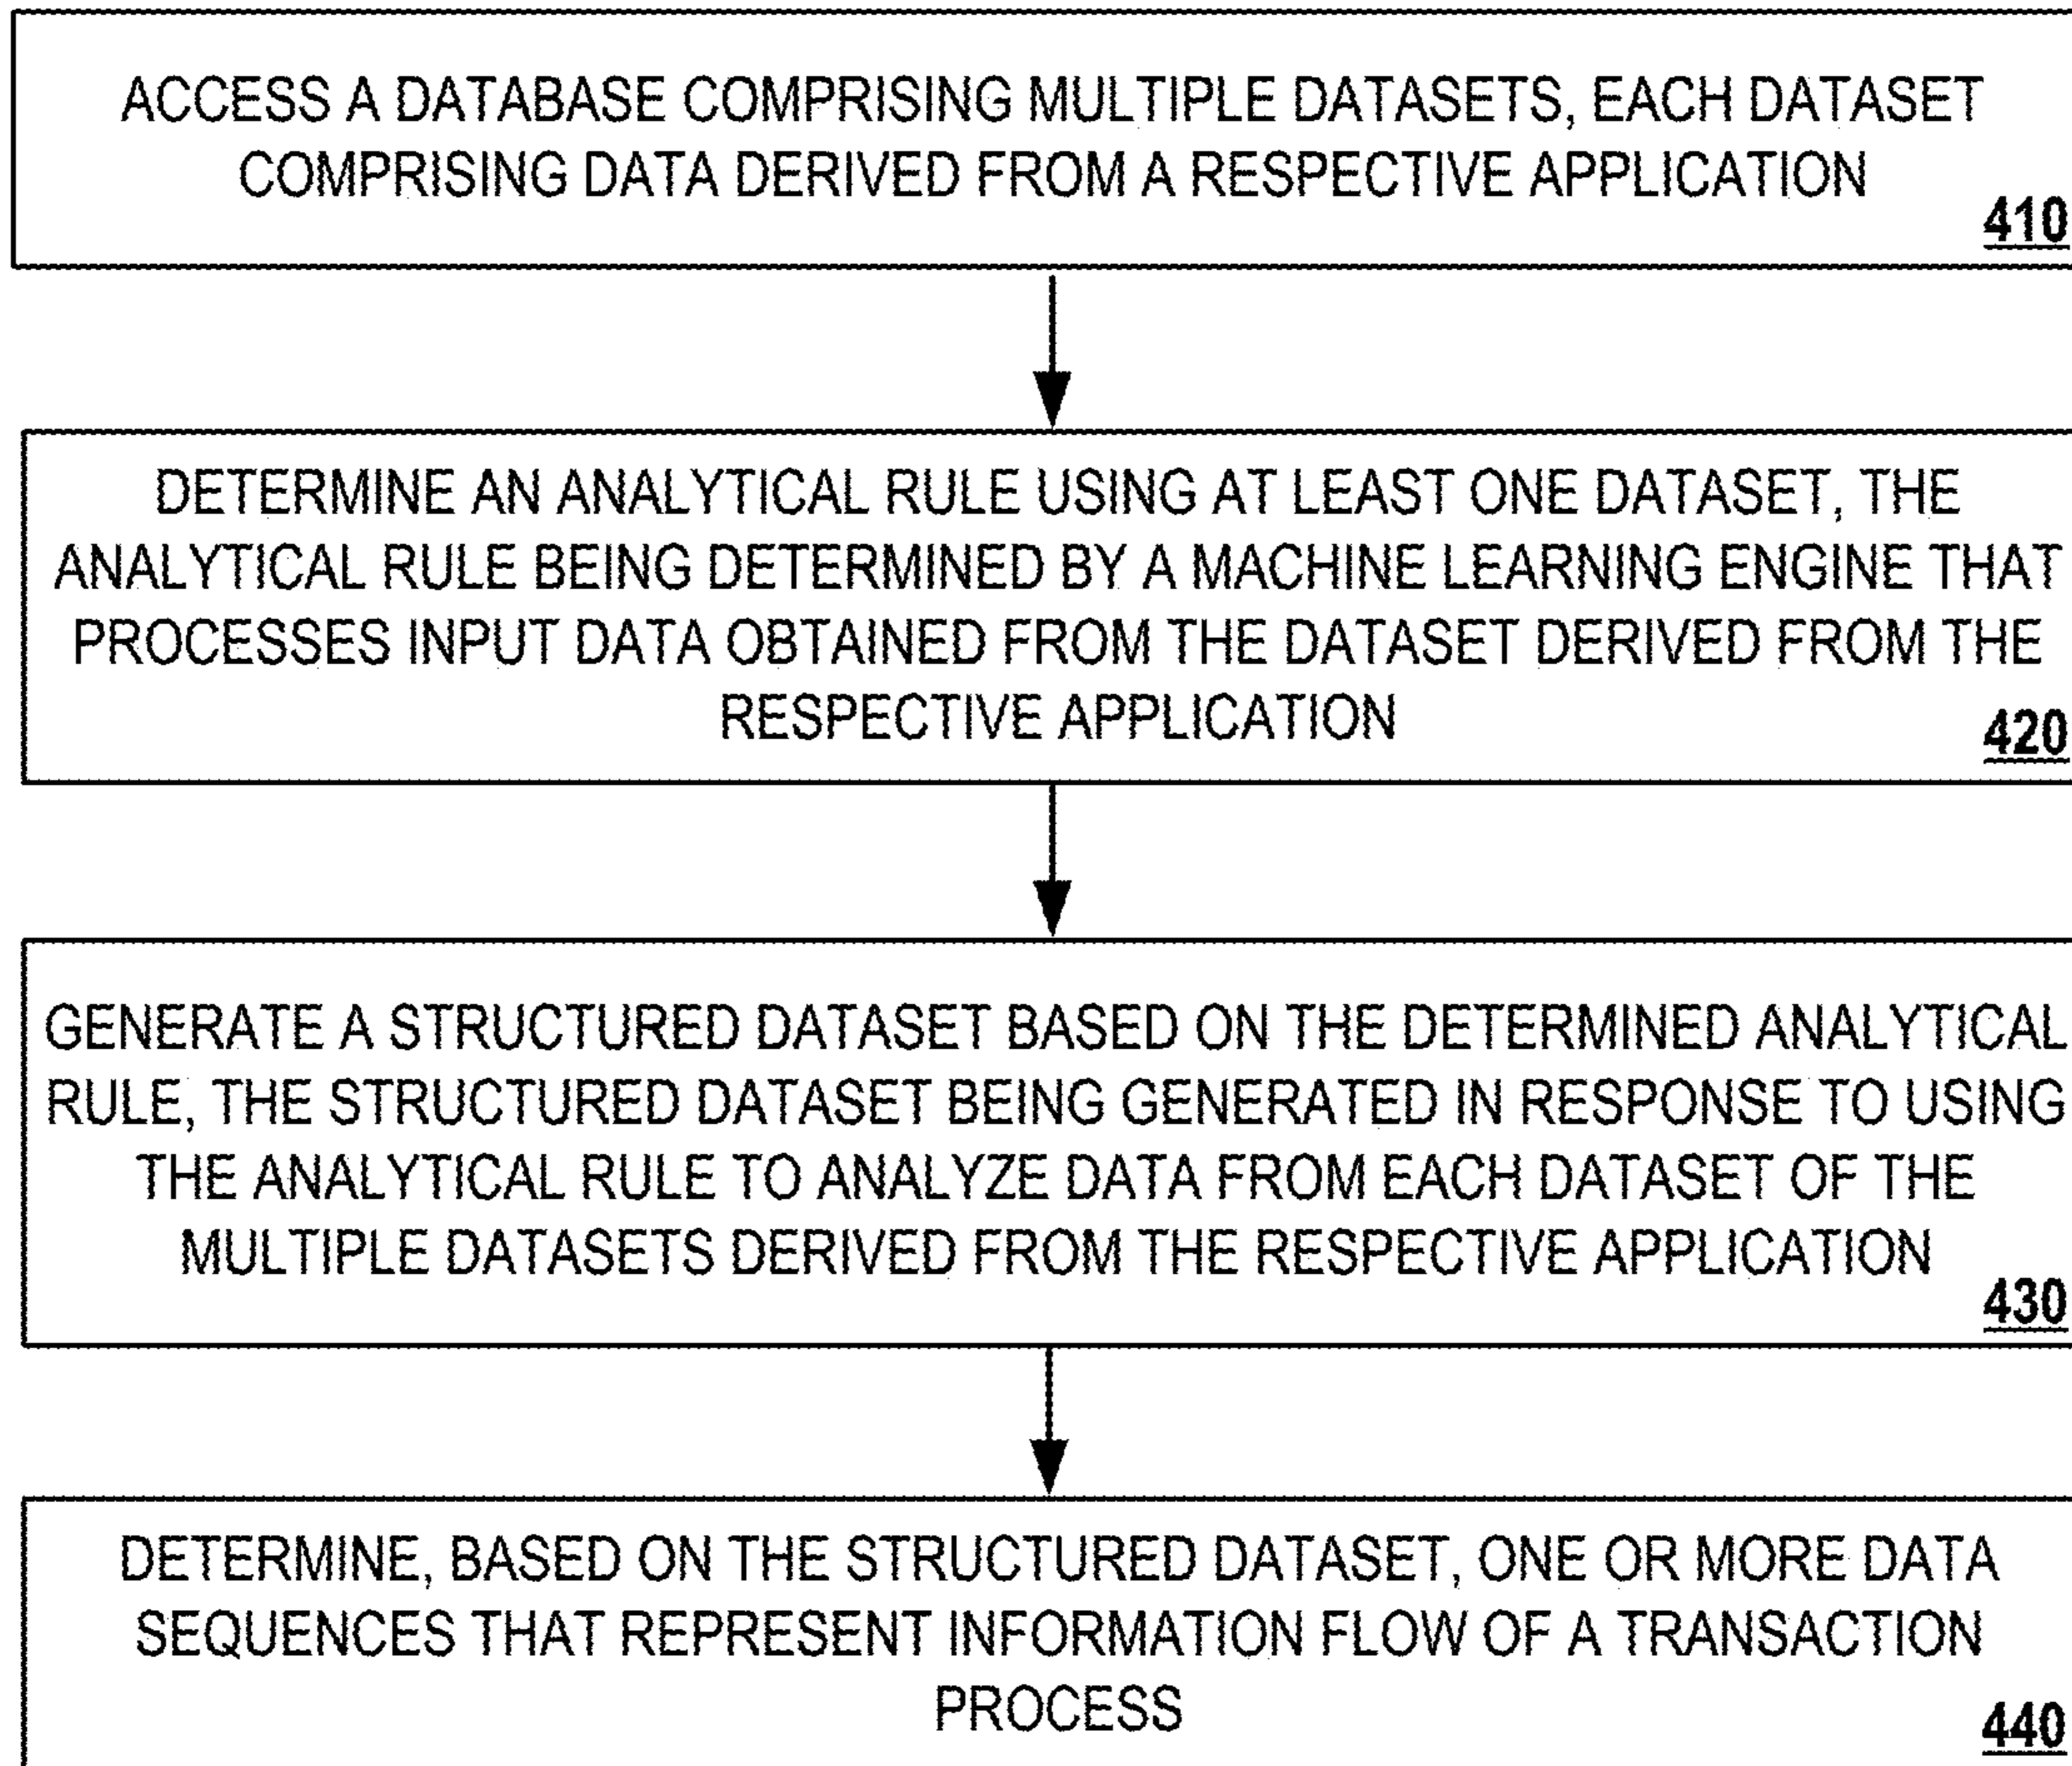 ACCESS A DATABASE COMPRISING MULTIPLE DATASETS, EACH DATASET
COMPRISING DATA DERIVED FROM A RESPECTIVE APPLICATION
410
DETERMINE AN ANALYTICAL RULE USING AT LEAST ONE DATASET, THE
ANALYTICAL RULE BEING DETERMINED BY A MACHINE LEARNING ENGINE THAT
PROCESSES INPUT DATA OBTAINED FROM THE DATASET DERIVED FROM THE
RESPECTIVE APPLICATION
420
GENERATE A STRUCTURED DATASET BASED ON THE DETERMINED ANALYTICAL
RULE, THE STRUCTURED DATASET BEING GENERATED IN RESPONSE TO USING
THE ANALYTICAL RULE TO ANALYZE DATA FROM EACH DATASET OF THE
MULTIPLE DATASETS DERIVED FROM THE RESPECTIVE APPLICATION
430
DETERMINE, BASED ON THE STRUCTURED DATASET, ONE OR MORE DATA
SEQUENCES THAT REPRESENT INFORMATION FLOW OF A TRANSACTION
PROCESS
440